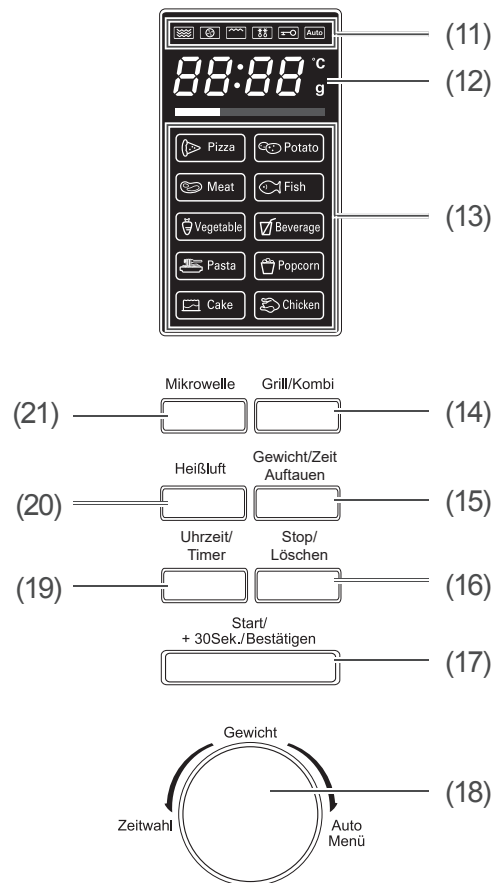 Auto (11)
88:88 °C
g (12)
Pizza Potato
Meat Fish
(13)
Vegetable Beverage
Pasta Popcorn
Cake Chicken
Mikrowelle Grill/Kombi
(21) (14)
Heißluft Gewicht/Zeit
Auftauen
(20) (15)
Uhrzeit/
Timer
Stop/
Löschen
(19) (16)
Start/
+ 30Sek./Bestätigen
(17)
Gewicht
(18)
Zeitwahl Auto
Menü